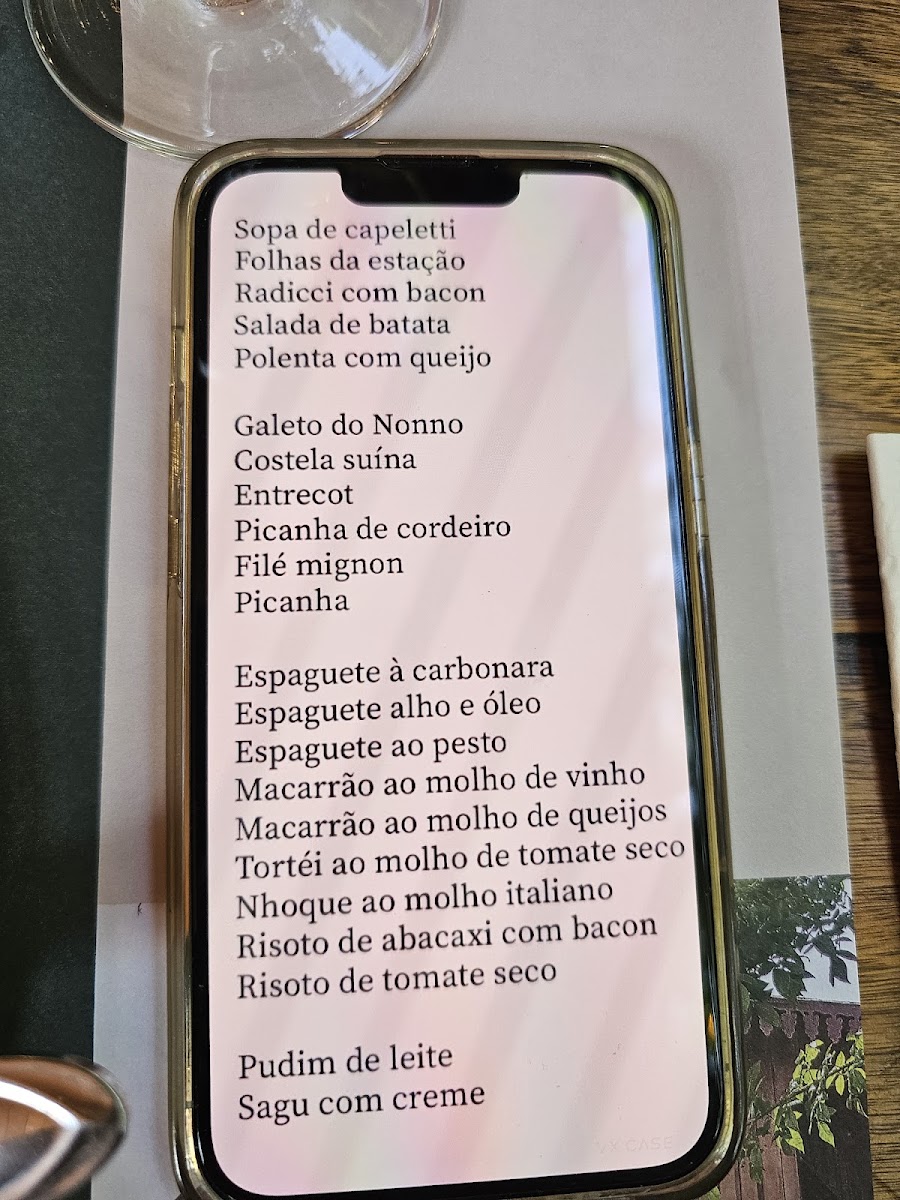 Sopa de capeletti
Folhas da estação
Radicci com bacon
Salada de batata
Polenta com queijo
Galeto do Nonno
Costela suína
Entrecot
Picanha de cordeiro
Filé mignon
Picanha
Espaguete à carbonara
Espaguete alho e óleo
Espaguete ao pesto
Macarrão ao molho de vinho
Macarrão ao molho de queijos
Tortéi ao molho de tomate seco
Nhoque ao molho italiano
Risoto de abacaxi com bacon
Risoto de tomate seco
Pudim de leite
Sagu com creme